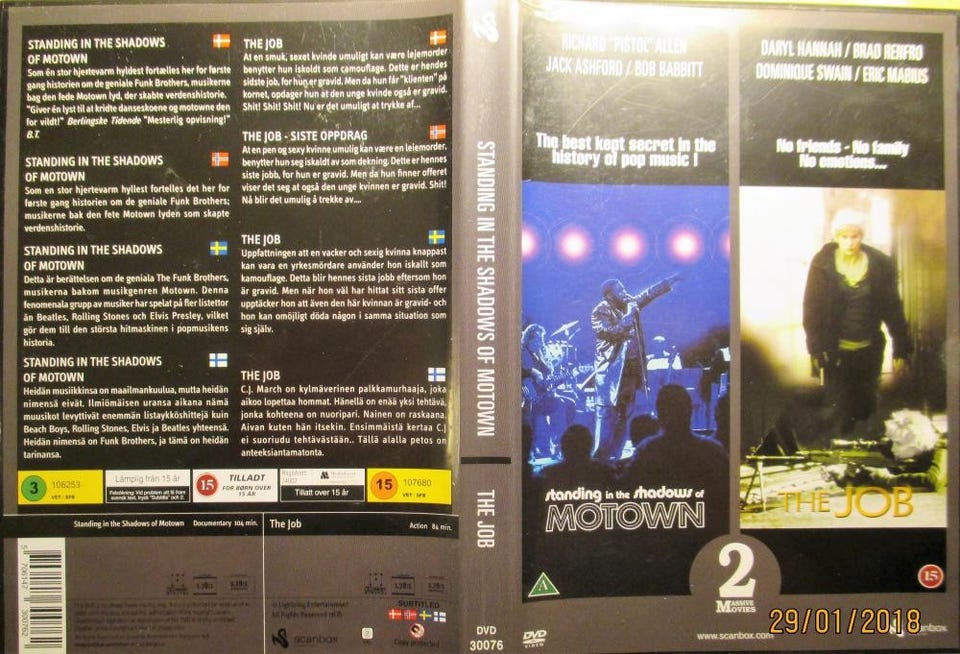 STANDING IN THE SHADOWS
OF MOTOWN
Som én stor hjertevarm hyldest fortælles her for første
gang historien om de geniale Funk Brothers, musikerne
bag den fede Motown lyd, der skabte verdenshistorie.
"Giver én lyst til at kridte danseskoene og motowne den
for vildt!" Berlingske Tidende "Mesterlig opvisning!"
B.T.
STANDING IN THE SHADOWS
OF MOTOWN
Som en stor hjertevarm hyllest fortelles det her for
første gang historien om de geniale Funk Brothers;
musikerne bak den fete Motown lyden som skapte
verdenshistorie.
STANDING IN THE SHADOWS
OF MOTOWN
Detta är berättelsen om de geniala The Funk Brothers,
musikerna bakom musikgenren Motown. Denna
fenomenala grupp av musiker har spelat på fler listettor
än Beatles, Rolling Stones och Elvis Presley, vilket
gör dem till den största hitmaskinen i popmusikens
historia.
STANDING IN THE SHADOWS
OF MOTOWN
Heidän musiikkinsa on maailmankuulua, mutta heidän
nimensä eivät. Ilmiömäisen uransa aikana nämä
muusikot levyttivät enemmän listaykköshittejä kuin
Beach Boys, Rolling Stones, Elvis ja Beatles yhteensä.
Heidän nimensä on Funk Brothers, ja tämä on heidän
tarinansa.
THE JOB
At en smuk, sexet kvinde umuligt kan være lejemorder
benytter hun iskoldt som camouflage. Dette er hendes
sidste job, for hun er gravid. Men da hun får "klienten" på
kornet, opdager hun at den unge kvinde også er gravid.
Shit! Shit! Shit! Nu er det umuligt at trykke af...
THE JOB - SISTE OPPDRAG
At en pen og sexy kvinne umulig kan være en leiemorder,
benytter hun seg iskaldt av som dekning. Dette er hennes
siste jobb, for hun er gravid. Men da hun finner offeret
viser det seg at også den unge kvinnen er gravid. Shit!
Nå blir det umulig å trekke av....
THE JOB
Uppfattningen att en vacker och sexig kvinna knappast
kan vara en yrkesmördare använder hon iskallt som
kamouflage. Detta blir hennes sista jobb eftersom hon
är gravid. Men när hon väl har hittat sitt sista offer
upptäcker hon att även den här kvinnan är gravid- och
hon kan omöjligt döda någon i samma situation som
sig själv.
THE JOB
C.J. March on kylmäverinen palkkamurhaaja, joka
aikoo lopettaa hommat. Hänellä on enää yksi tehtävä,
jonka kohteena on nuoripari. Nainen on raskaana.
Aivan kuten hän itsekin. Ensimmäistä kertaa C.J
ei suoriudu tehtävästään.. Tällä alalla petos on
anteeksiantamatonta.
3 106253
VET / SFB
Lämplig från 15 år
15 TILLADT
FOR BØRN OVER
15 ÅR
Tillatt over 15 år
15 107680
VET / SFB
Standing in the Shadows of Motown Documentary 104 min.
The Job Action 84 min.
5 706142 300762
© Lightning Entertainment
All Rights Reserved
SUBTITLED
scanbox
2
Copy protected
STANDING IN THE SHADOWS OF MOTOWN
THE JOB
DVD
30076
RICHARD "PISTOL" ALLEN
JACK ASHFORD / BOB BABBITT
The best kept secret in the
history of pop music !
standing in the shadows of
MOTOWN
A
DVD
VIDEO
DARYL HANNAH / BRAD RENFRO
DOMINIQUE SWAIN / ERIC MABIUS
No friends - No family
No emotions....
THE JOB
2
MASSIVE
MOVIES
15
www.scanbox.com
scanbox
29/01/2018